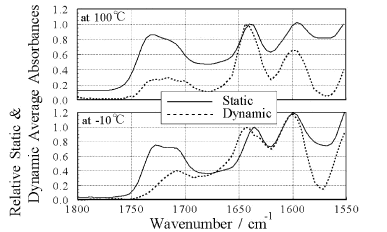 Relative Static &
Dynamic Average Absorbances
1.2
1.0
0.8
0.6
0.4
0.2
0.0
at 100℃
Static
Dynamic
1.2
1.0
0.8
0.6
0.4
0.2
0.0
at -10℃
1800 1750 1700 1650 1600 1550
Wavenumber / cm-1